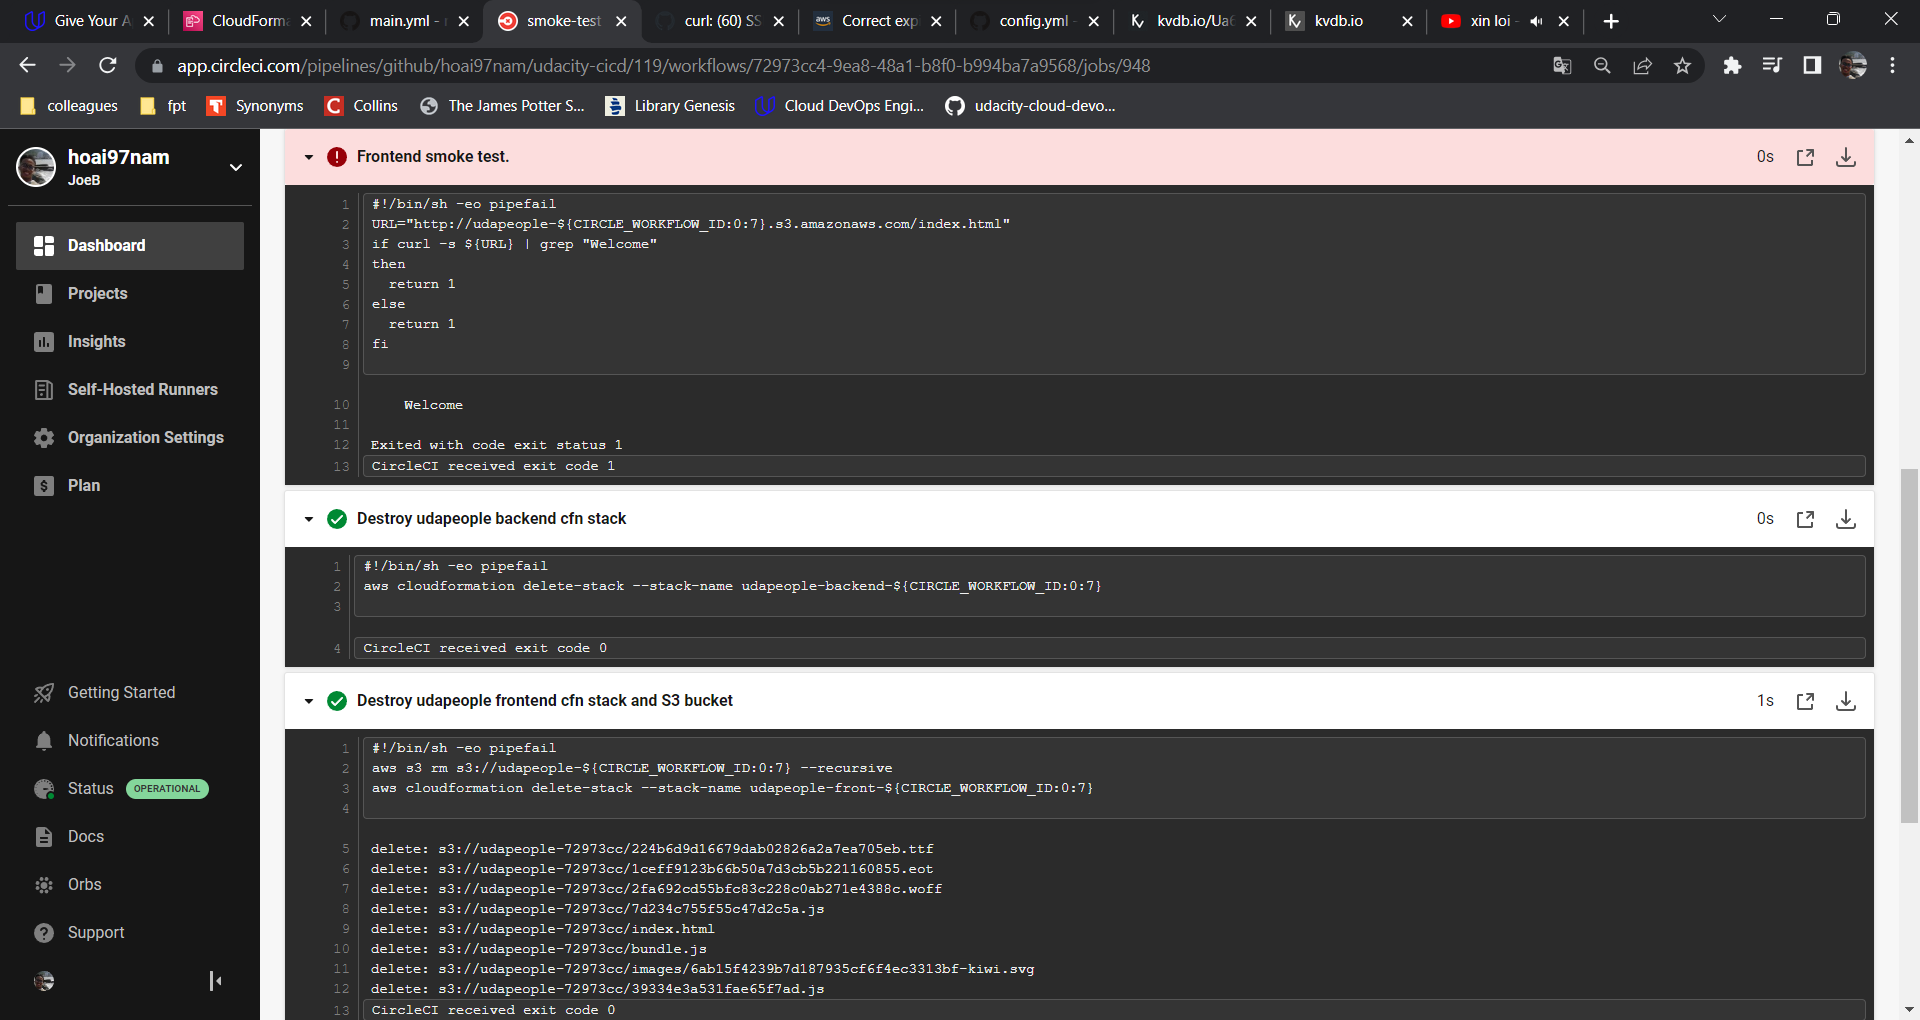 Give Your A
CloudForma
main.yml -
smoke-test
curl: (60) SS
aws Correct exp
config.yml -
kvdb.io/Ua6
kvdb.io
xin loi -
app.circleci.com/pipelines/github/hoai97nam/udacity-cicd/119/workflows/72973cc4-9ea8-48a1-b8f0-b994ba7a9568/jobs/948
colleagues
fpt
Synonyms
Collins
The James Potter S...
Library Genesis
Cloud DevOps Engi...
udacity-cloud-devo...
hoai97nam
JoeB
Dashboard
Projects
Insights
Self-Hosted Runners
Organization Settings
Plan
Getting Started
Notifications
Status OPERATIONAL
Docs
Orbs
Support
Frontend smoke test. 0s
1 #!/bin/sh -eo pipefail
2 URL="http://udapeople-${CIRCLE_WORKFLOW_ID:0:7}.s3.amazonaws.com/index.html"
3 if curl -s ${URL} | grep "Welcome"
4 then
5 return 1
6 else
7 return 1
8 fi
9
10 Welcome
11
12 Exited with code exit status 1
13 CircleCI received exit code 1
Destroy udapeople backend cfn stack 0s
1 #!/bin/sh -eo pipefail
2 aws cloudformation delete-stack --stack-name udapeople-backend-${CIRCLE_WORKFLOW_ID:0:7}
3
4 CircleCI received exit code 0
Destroy udapeople frontend cfn stack and S3 bucket 1s
1 #!/bin/sh -eo pipefail
2 aws s3 rm s3://udapeople-${CIRCLE_WORKFLOW_ID:0:7} --recursive
3 aws cloudformation delete-stack --stack-name udapeople-front-${CIRCLE_WORKFLOW_ID:0:7}
4
5 delete: s3://udapeople-72973cc/224b6d9d16679dab02826a2a7ea705eb.ttf
6 delete: s3://udapeople-72973cc/1ceff9123b66b50a7d3cb5b221160855.eot
7 delete: s3://udapeople-72973cc/2fa692cd55bfc83c228c0ab271e4388c.woff
8 delete: s3://udapeople-72973cc/7d234c755f55c47d2c5a.js
9 delete: s3://udapeople-72973cc/index.html
10 delete: s3://udapeople-72973cc/bundle.js
11 delete: s3://udapeople-72973cc/images/6ab15f4239b7d187935cf6f4ec3313bf-kiwi.svg
12 delete: s3://udapeople-72973cc/39334e3a531fae65f7ad.js
13 CircleCI received exit code 0